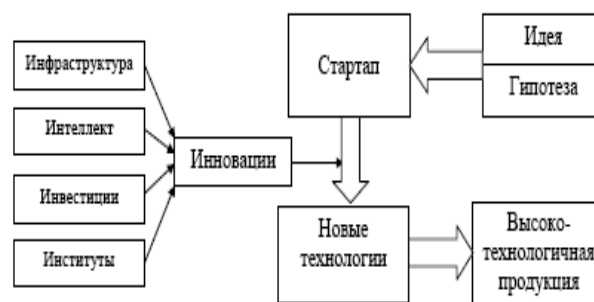 Инфраструктура
Интеллект
Инвестиции
Институты
Инновации
Стартап
Идея
Гипотеза
Новые
технологии
Высоко-
технологичная
продукция